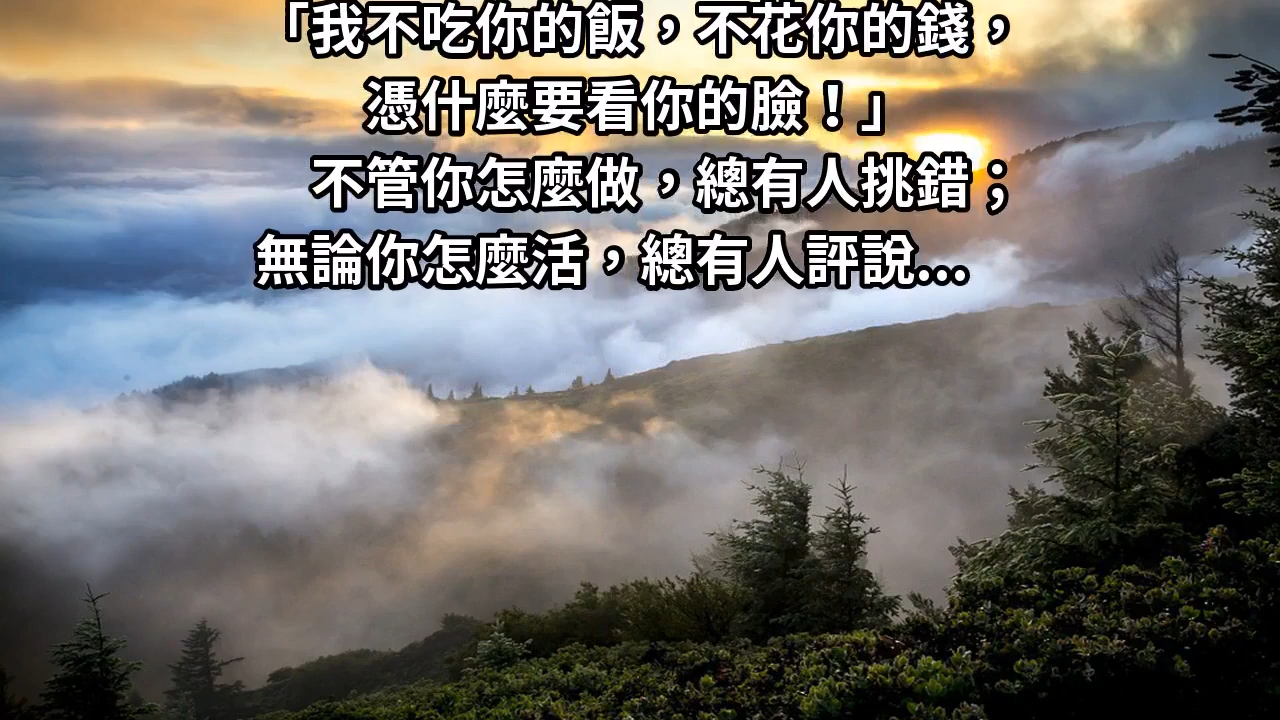 「我不吃你的飯，不花你的錢，
憑什麼要看你的臉！」
不管你怎麼做，總有人挑錯；
無論你怎麼活，總有人評說...